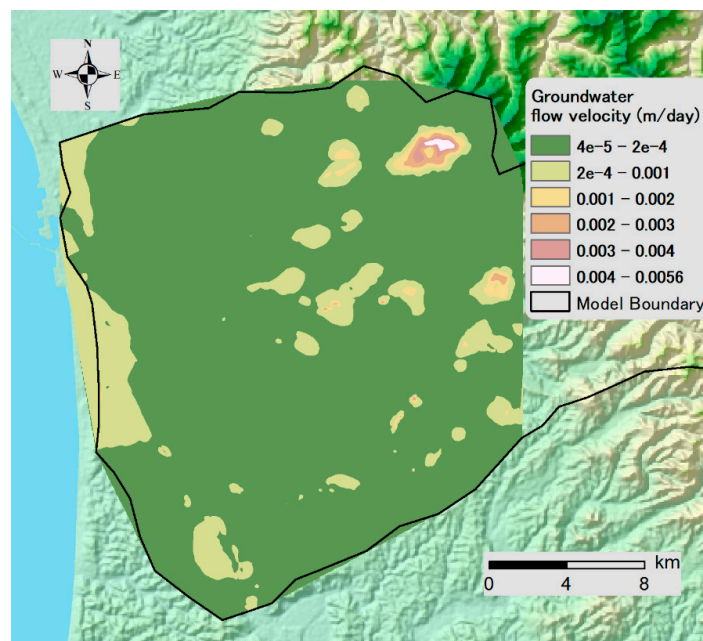 N
W E
S
Groundwater
flow velocity (m/day)
4e-5 – 2e-4
2e-4 – 0.001
0.001 – 0.002
0.002 – 0.003
0.003 – 0.004
0.004 – 0.0056
Model Boundary
km
0 4 8